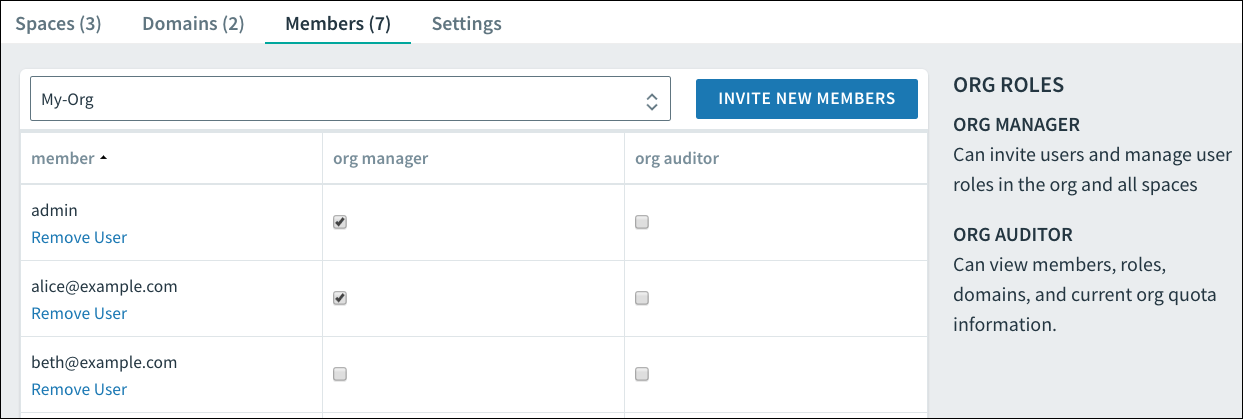 Spaces (3) Domains (2) Members (7) Settings
My-Org INVITE NEW MEMBERS
member org manager org auditor
admin
Remove User
alice@example.com
Remove User
beth@example.com
Remove User
ORG ROLES
ORG MANAGER
Can invite users and manage user
roles in the org and all spaces
ORG AUDITOR
Can view members, roles,
domains, and current org quota
information.